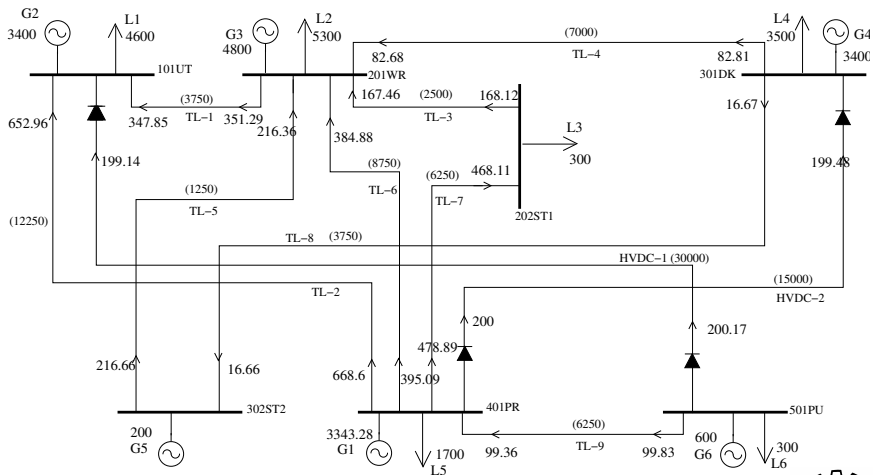 G2
3400
L1
4600
101UT
G3
4800
L2
5300
201WR
(7000)
TL-4
82.68
82.81
L4
3500
G4
3400
301DK
16.67
652.96
(3750)
TL-1
347.85
351.29
216.36
384.88
167.46
(2500)
TL-3
168.12
L3
300
199.14
199.48
(8750)
TL-6
(6250)
TL-7
468.11
(1250)
TL-5
202ST1
(12250)
TL-8 (3750)
HVDC-1 (30000)
(15000)
HVDC-2
TL-2
200
200.17
478.89
216.66
16.66
668.6
395.09
302ST2
401PR
501PU
200
G5
3343.28
G1
1700
L5
99.36
(6250)
TL-9
99.83
600
G6
300
L6